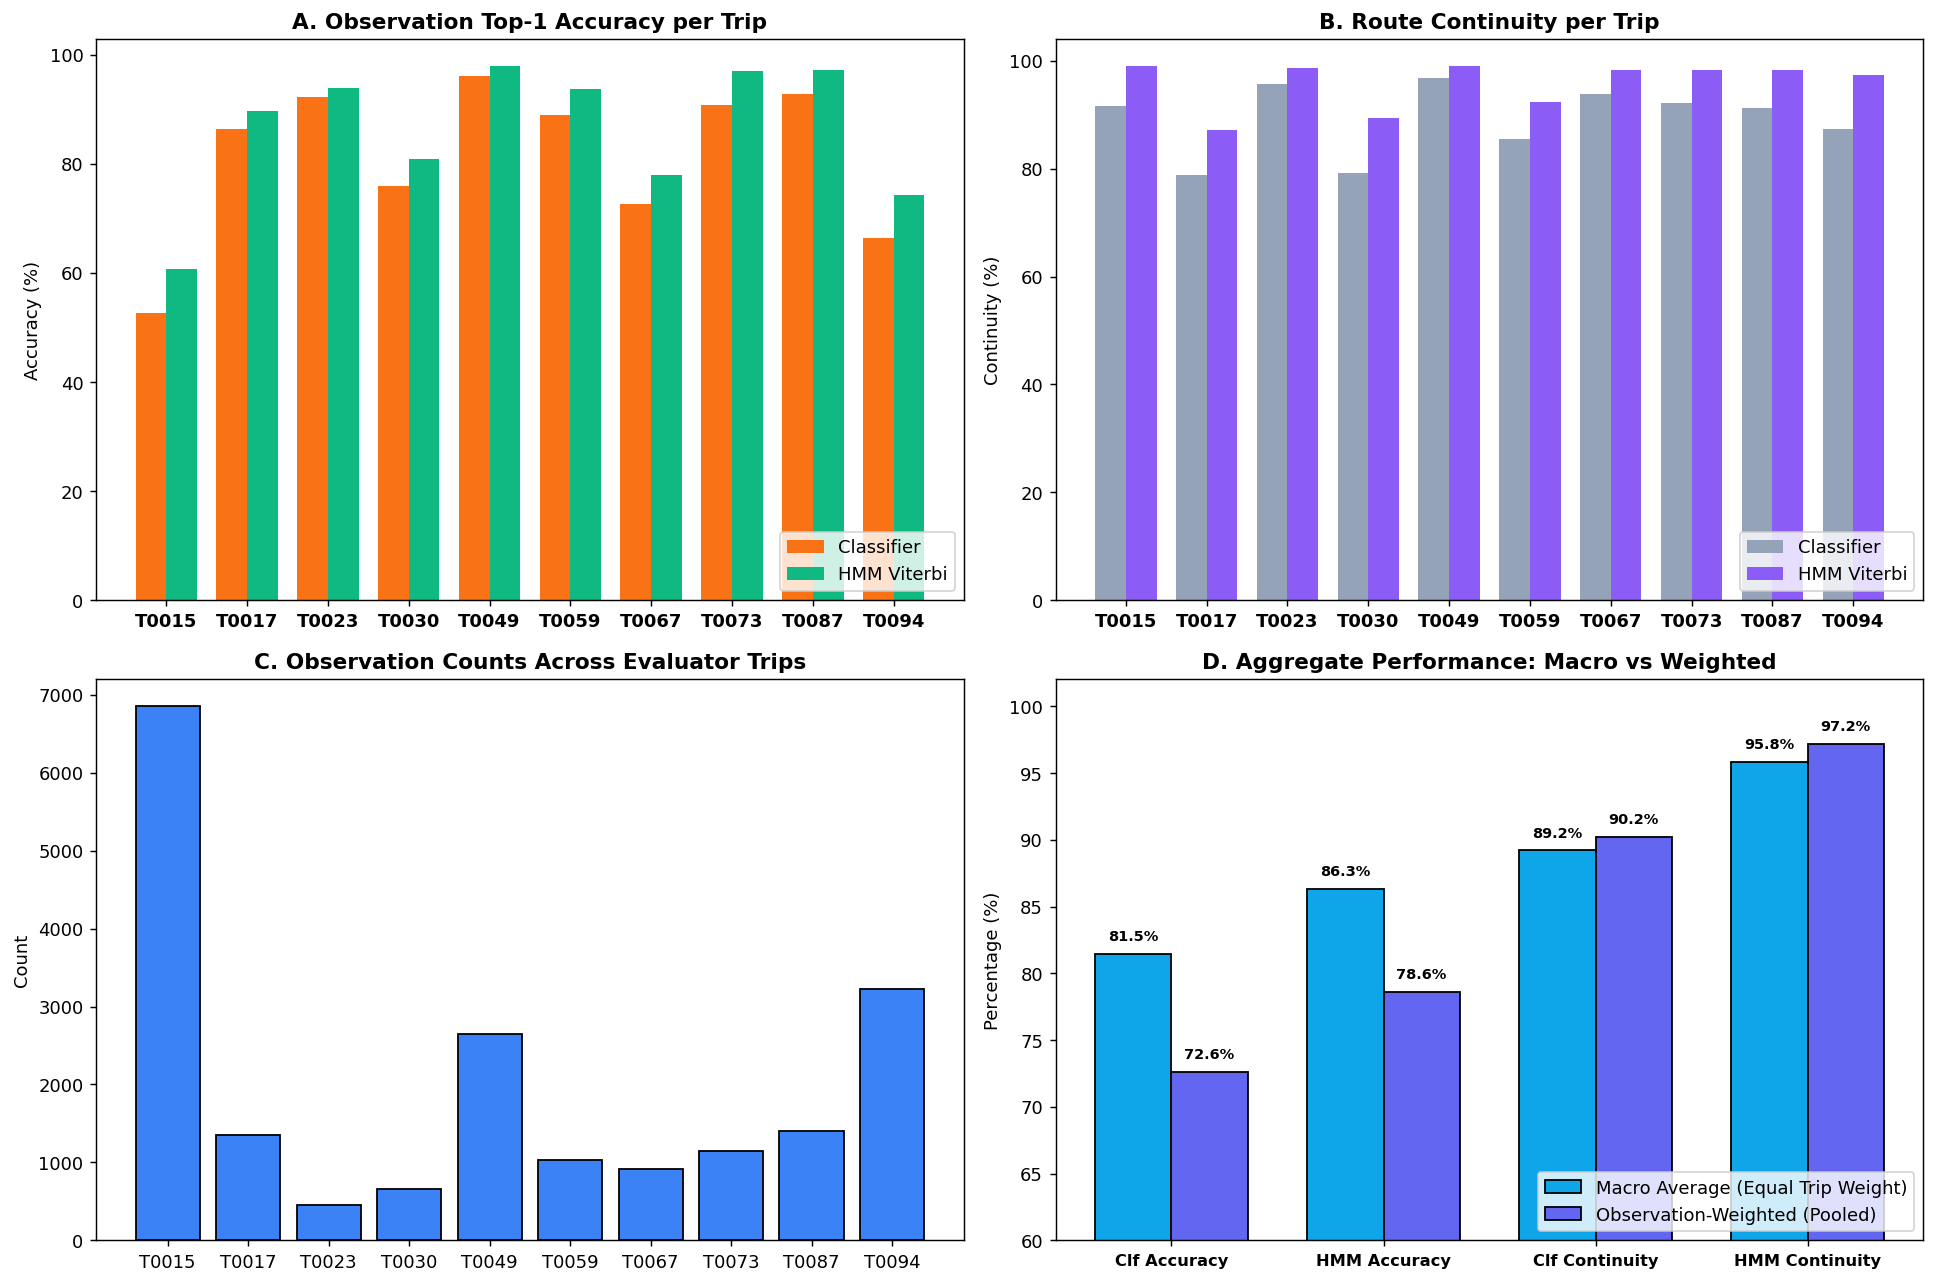 A. Observation Top-1 Accuracy per Trip
Accuracy (%)
100
80
60
40
20
0
Classifier
HMM Viterbi
T0015 T0017 T0023 T0030 T0049 T0059 T0067 T0073 T0087 T0094
B. Route Continuity per Trip
Continuity (%)
100
80
60
40
20
0
Classifier
HMM Viterbi
T0015 T0017 T0023 T0030 T0049 T0059 T0067 T0073 T0087 T0094
C. Observation Counts Across Evaluator Trips
Count
7000
6000
5000
4000
3000
2000
1000
0
T0015 T0017 T0023 T0030 T0049 T0059 T0067 T0073 T0087 T0094
D. Aggregate Performance: Macro vs Weighted
Percentage (%)
100
95
90
85
80
75
70
65
60
81.5%
72.6%
86.3%
78.6%
89.2%
90.2%
95.8%
97.2%
Macro Average (Equal Trip Weight)
Observation-Weighted (Pooled)
Clf Accuracy HMM Accuracy Clf Continuity HMM Continuity